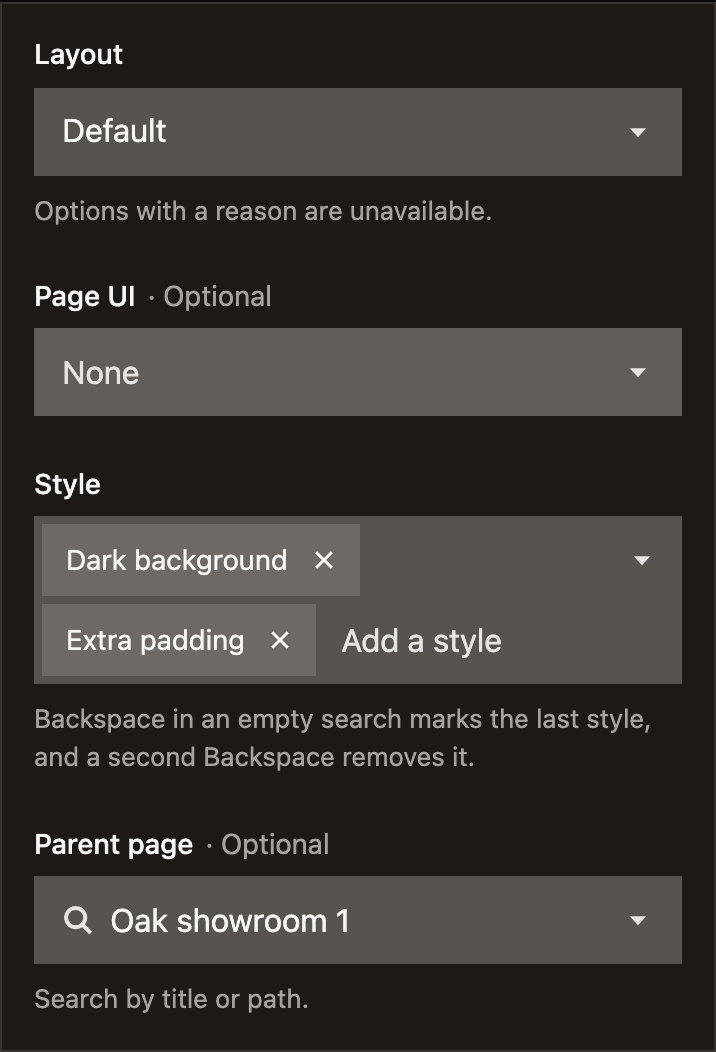 Layout
Default
Options with a reason are unavailable.
Page UI · Optional
None
Style
Dark background ✕
Extra padding ✕ Add a style
Backspace in an empty search marks the last style,
and a second Backspace removes it.
Parent page · Optional
Oak showroom 1
Search by title or path.